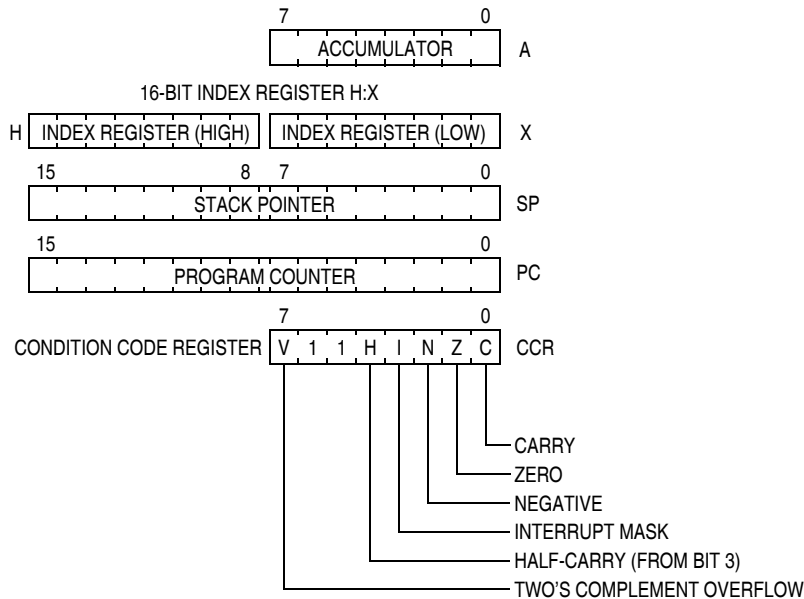 7 0
ACCUMULATOR A
16-BIT INDEX REGISTER H:X
H INDEX REGISTER (HIGH) INDEX REGISTER (LOW) X
15 8 7 0
STACK POINTER SP
15 0
PROGRAM COUNTER PC
7 0
CONDITION CODE REGISTER V 1 1 H I N Z C CCR
CARRY
ZERO
NEGATIVE
INTERRUPT MASK
HALF-CARRY (FROM BIT 3)
TWO'S COMPLEMENT OVERFLOW